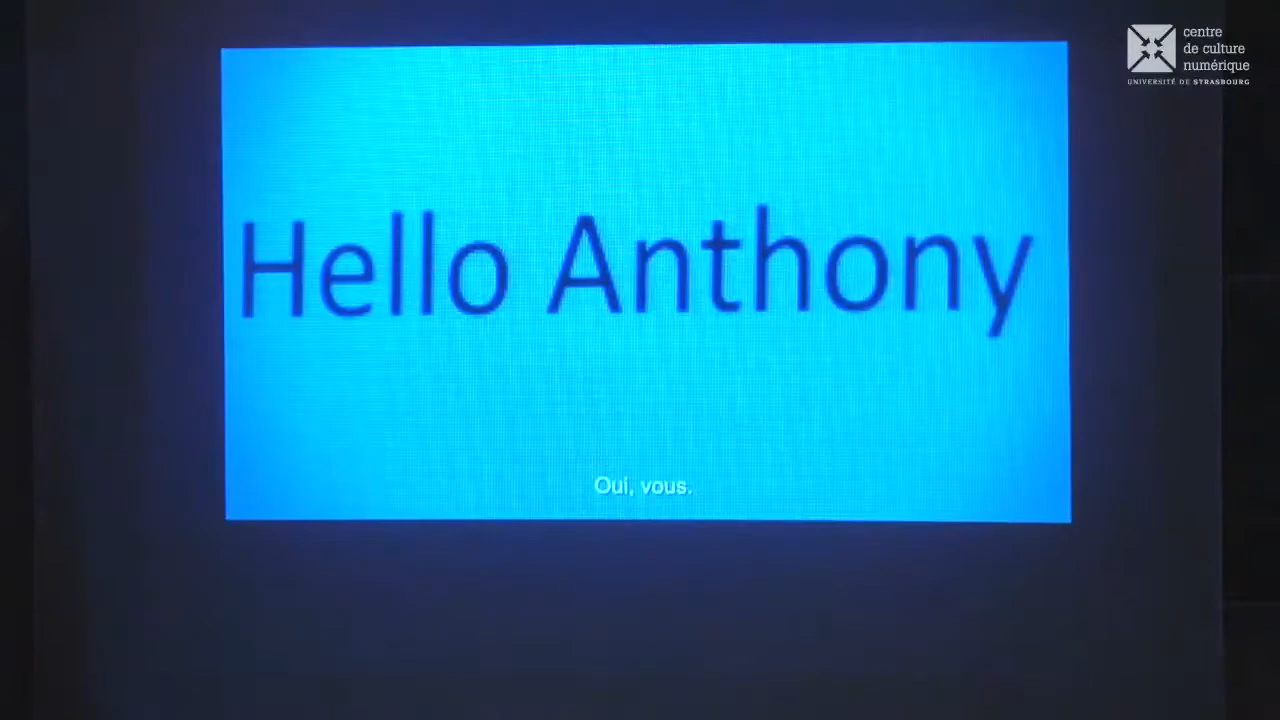 centre
de culture
numérique
UNIVERSITÉ DE STRASBOURG
Hello Anthony
Oui, vous.